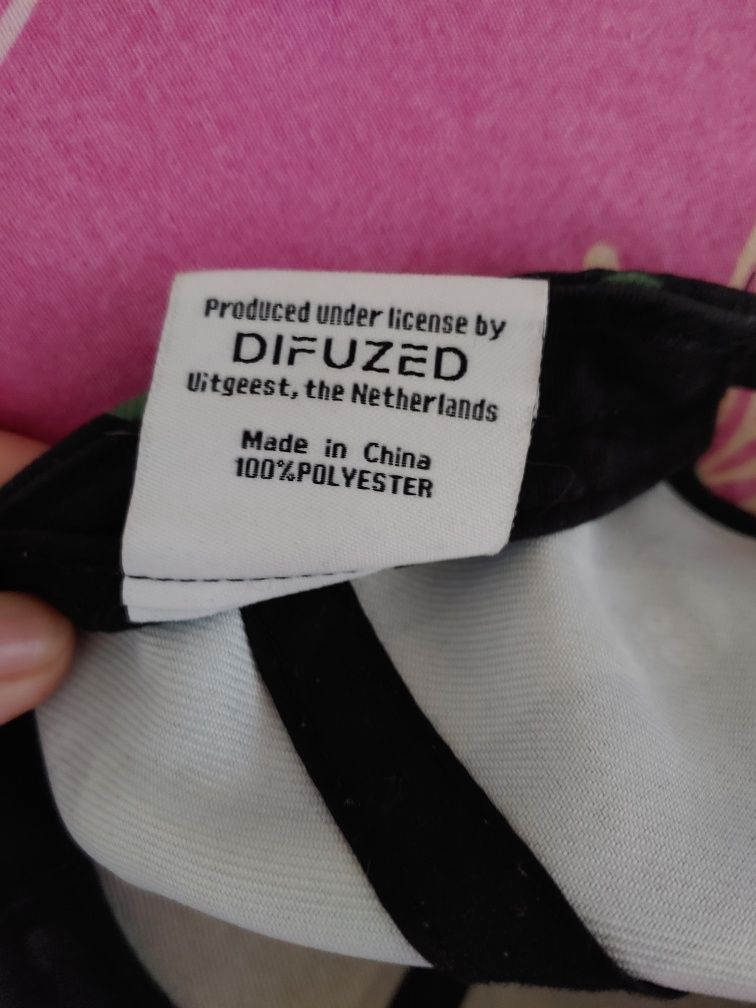 Produced under license by
DIFUZED
Uitgeest, the Netherlands
Made in China
100%POLYESTER